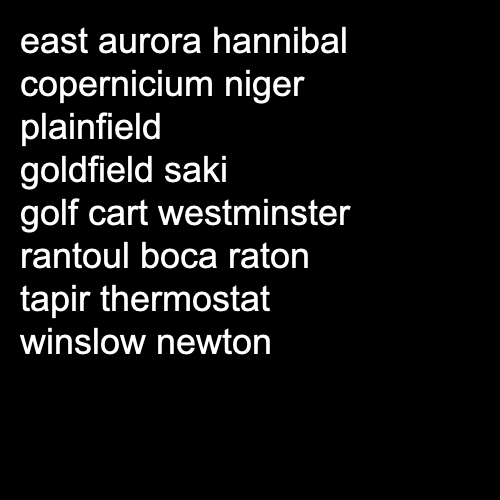 east aurora hannibal
copernicium niger
plainfield
goldfield saki
golf cart westminster
rantoul boca raton
tapir thermostat
winslow newton